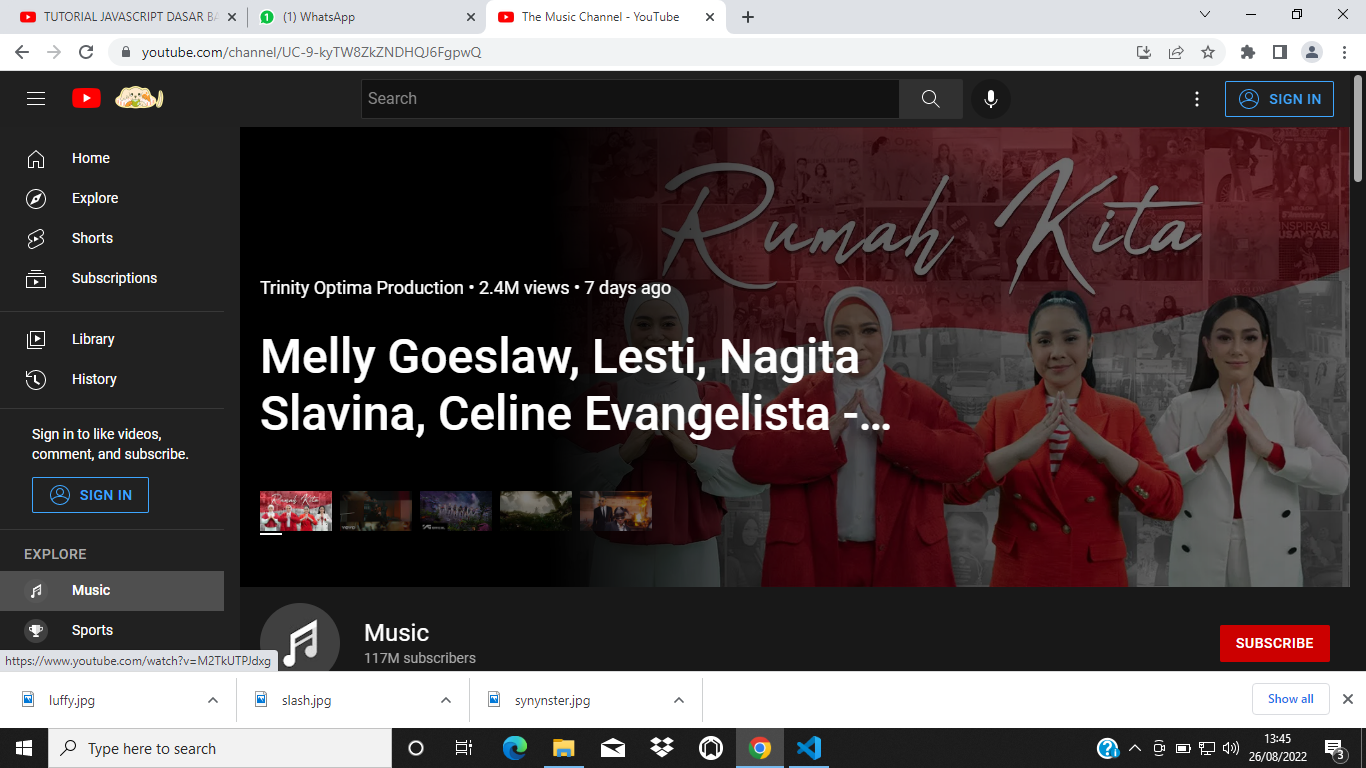 TUTORIAL JAVASCRIPT DASAR BA
(1) WhatsApp
The Music Channel - YouTube
youtube.com/channel/UC-9-kyTW8ZkZNDHQJ6FgpwQ
Search
SIGN IN
Home
Explore
Shorts
Subscriptions
Library
History
Sign in to like videos,
comment, and subscribe.
SIGN IN
EXPLORE
Music
Sports
Rumah Kita
INSPIRASI
NUSANTARA
Trinity Optima Production • 2.4M views • 7 days ago
Melly Goeslaw, Lesti, Nagita
Slavina, Celine Evangelista -...
Rumah Kita
Music
117M subscribers
SUBSCRIBE
https://www.youtube.com/watch?v=M2TkUTPJdxg
luffy.jpg
slash.jpg
synynster.jpg
Show all
Type here to search
13:45
26/08/2022
3